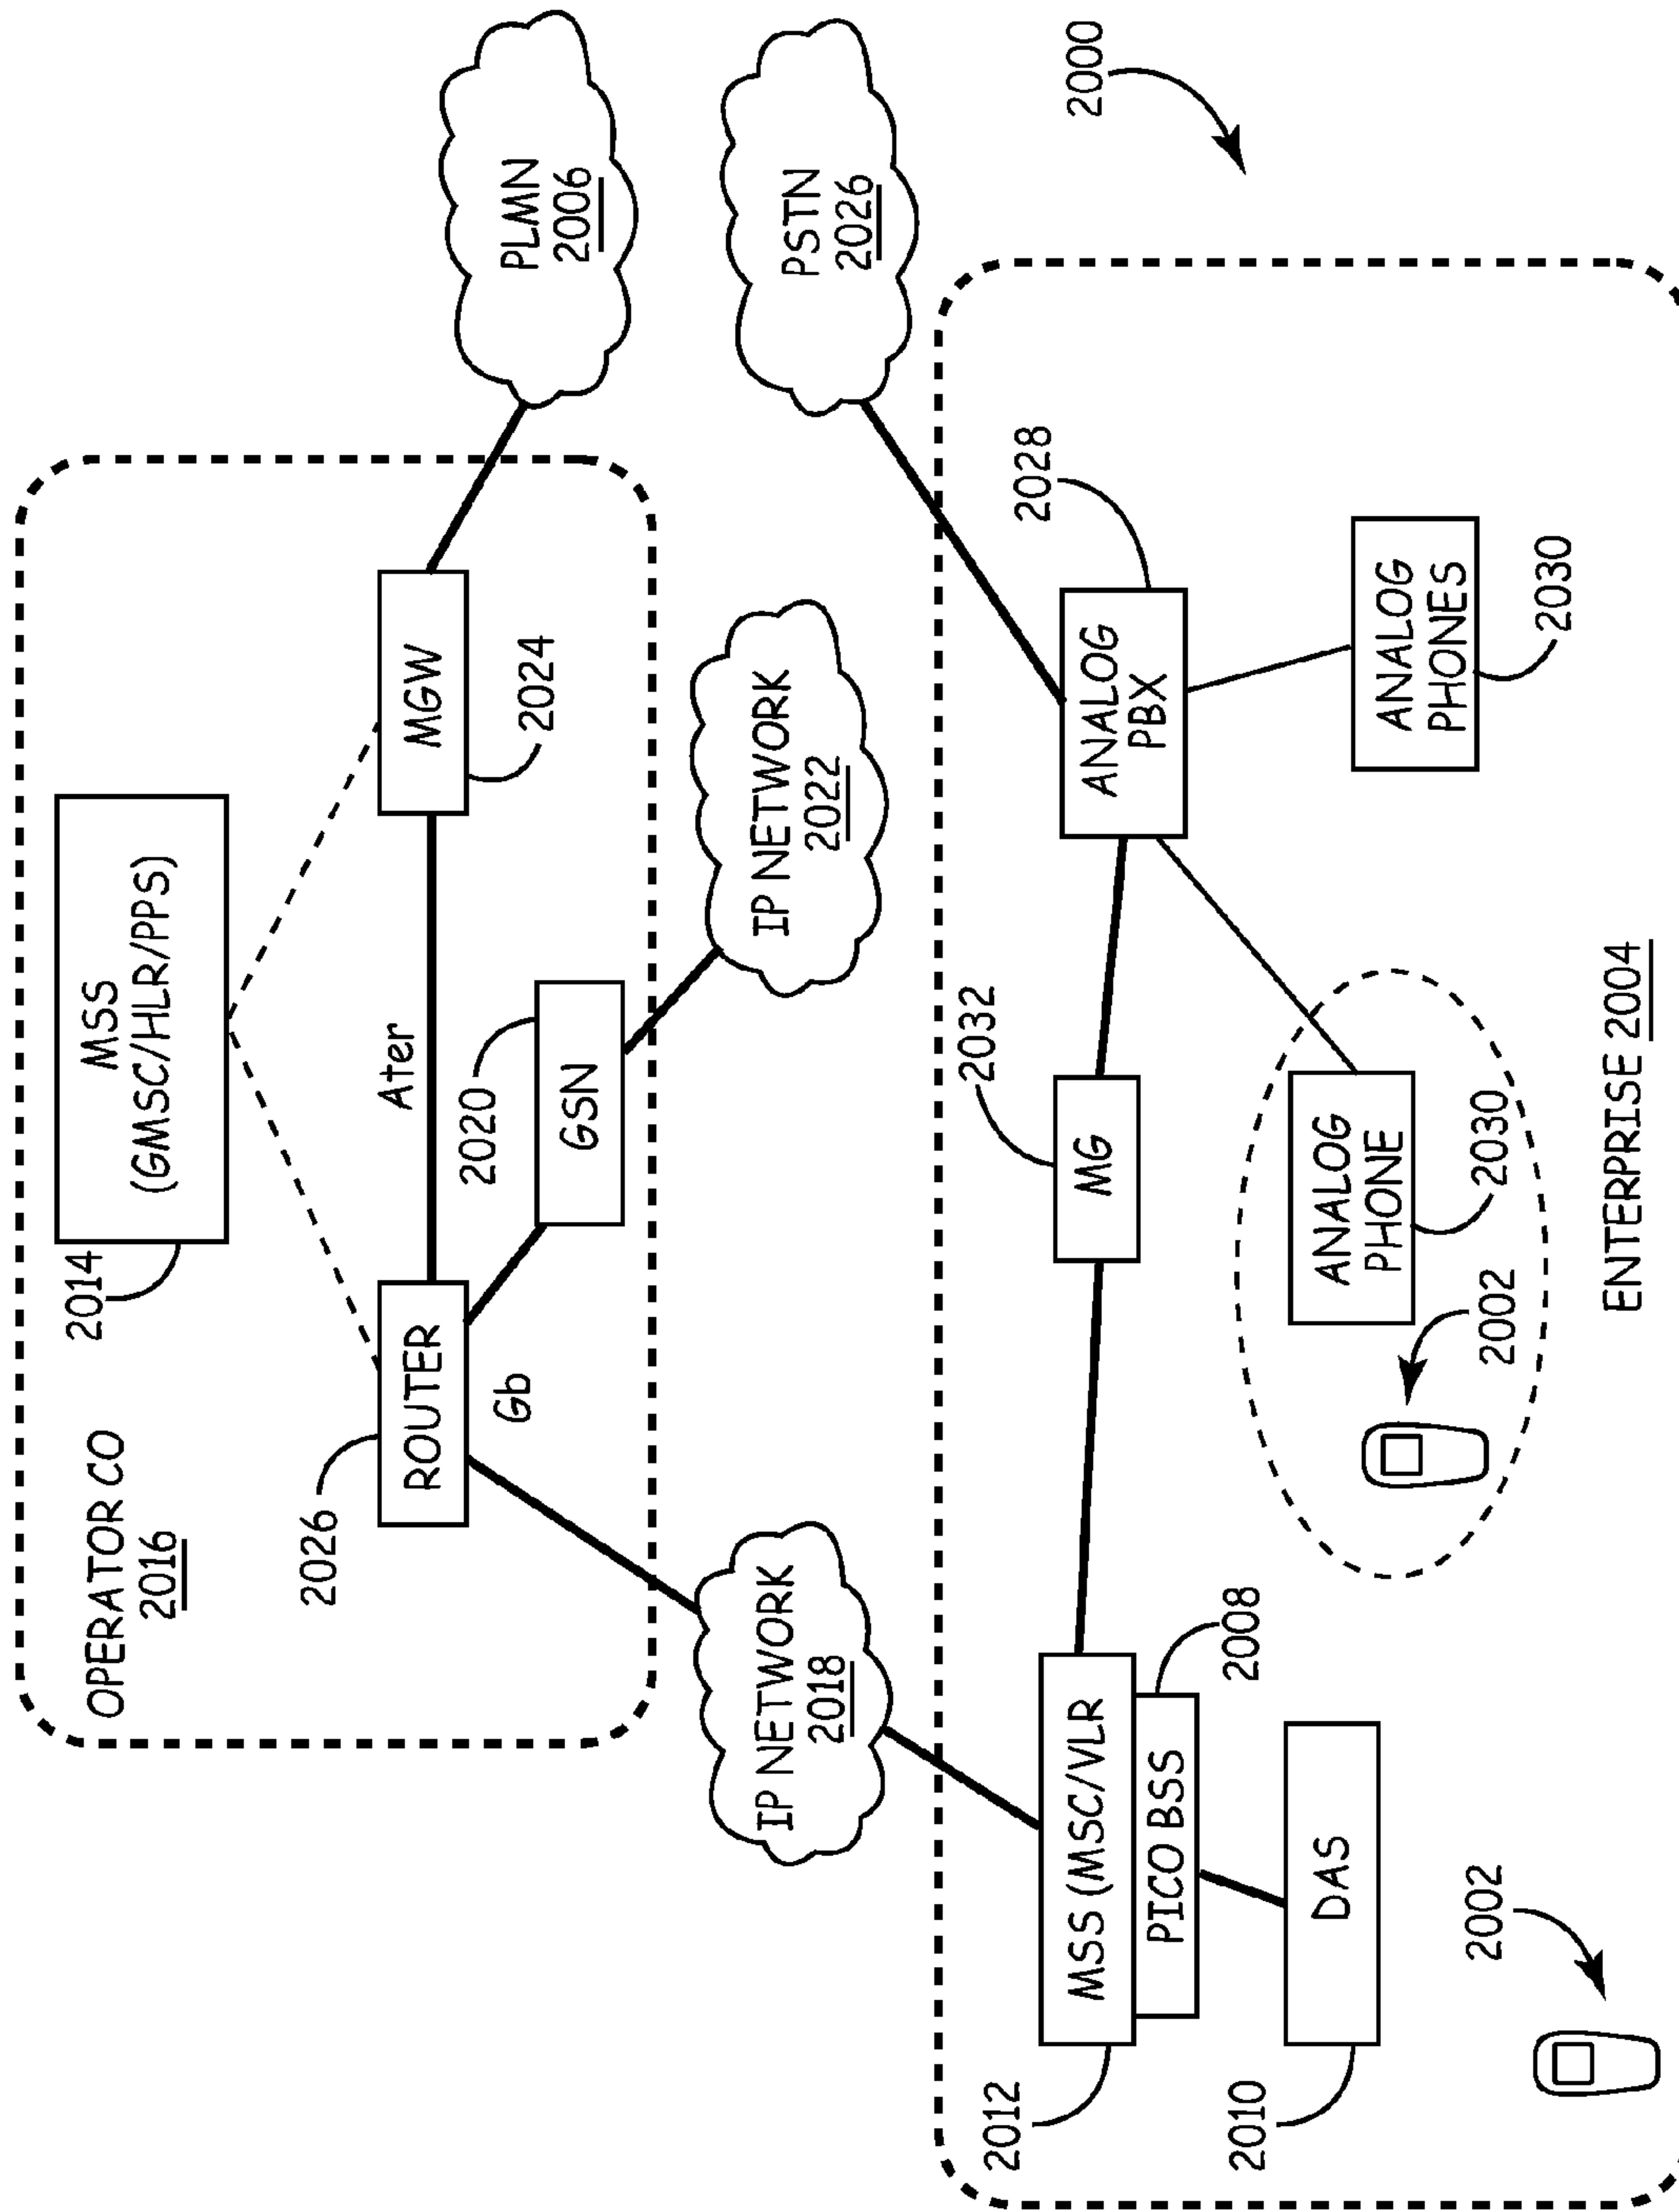 OPERATOR CO
2016
2014
MSS
(GMSC/HLR/PPS)
2026
ROUTER
Ater
MGW
2024
Gb
2020
GSN
PLMN
2006
IP NETWORK
2018
IP NETWORK
2022
PSTN
2026
2000
2012
MSS (MSC/VLR
PICO BSS
2008
2010
DAS
2002
2032
MG
2028
ANALOG
PBX
ANALOG
PHONE
2030
2002
ANALOG
PHONES
2030
ENTERPRISE 2004